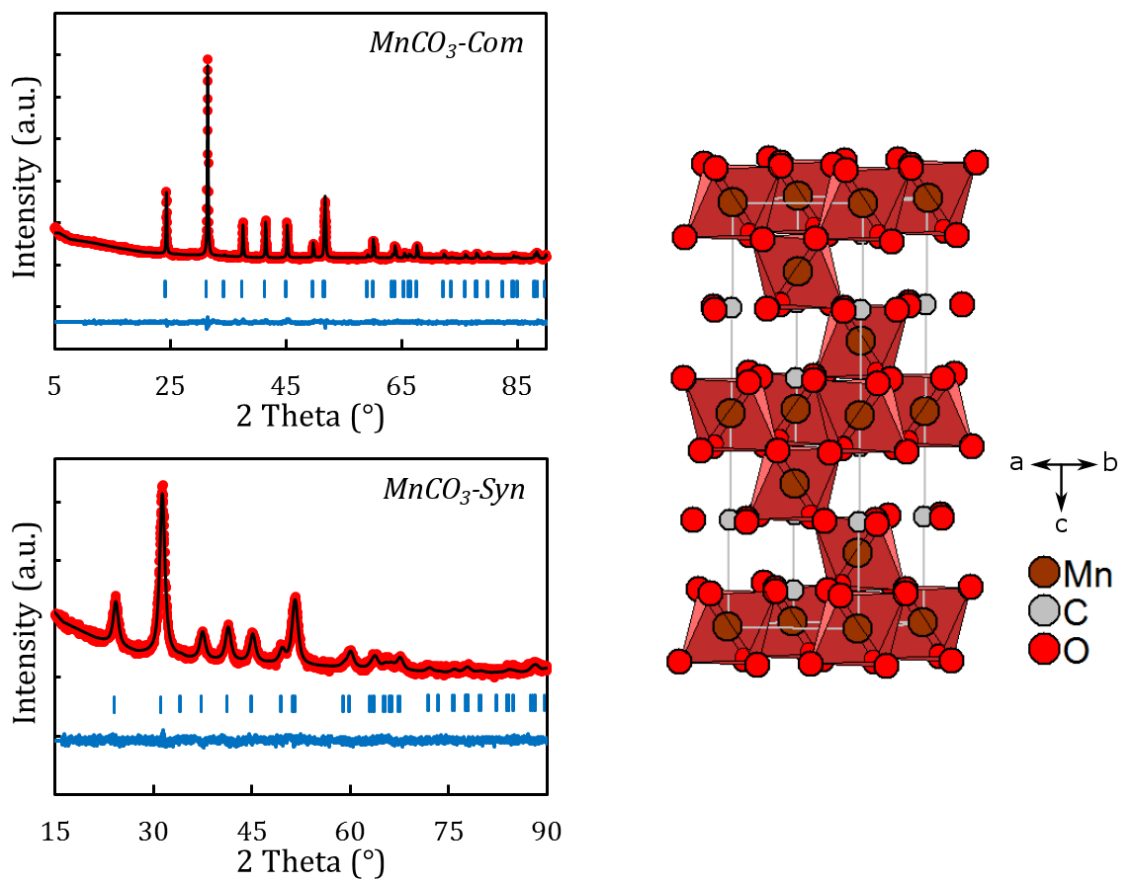 MnCO₃-Com
Intensity (a.u.)
5 25 45 65 85
2 Theta (°)
MnCO₃-Syn
Intensity (a.u.)
15 30 45 60 75 90
2 Theta (°)
a b
c
Mn
C
O